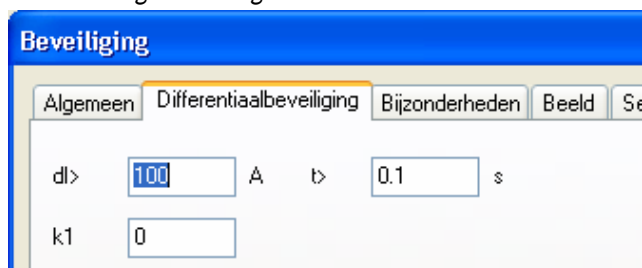 Beveiliging
Algemeen Differentiaalbeveiliging Bijzonderheden Beeld
dI> 100 A t> 0.1 s
k1 0